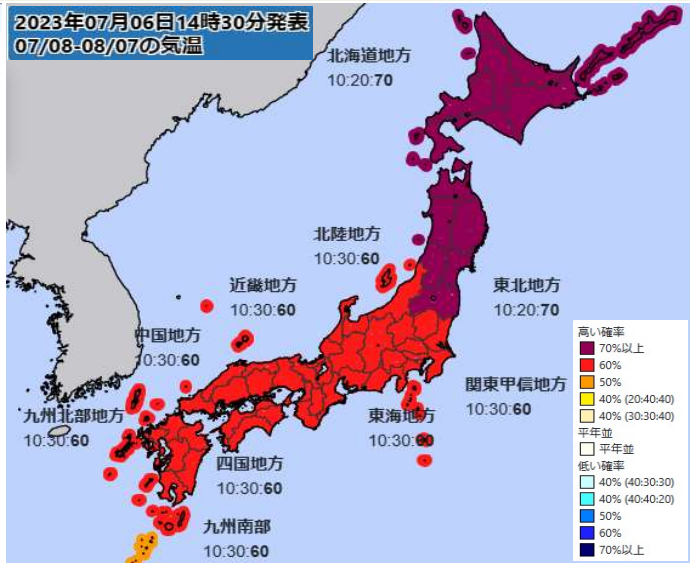 2023年07月06日14時30分発表
07/08-08/07の気温
北海道地方
10:20:70
北陸地方
10:30:60
東北地方
10:20:70
近畿地方
10:30:60
中国地方
10:30:60
関東甲信地方
10:30:60
九州北部地方
10:30:60
東海地方
10:30:60
四国地方
10:30:60
九州南部
10:30:60
高い確率
70%以上
60%
50%
40% (20:40:40)
40% (30:30:40)
平年並
平年並
低い確率
40% (40:30:30)
40% (40:40:20)
50%
60%
70%以上